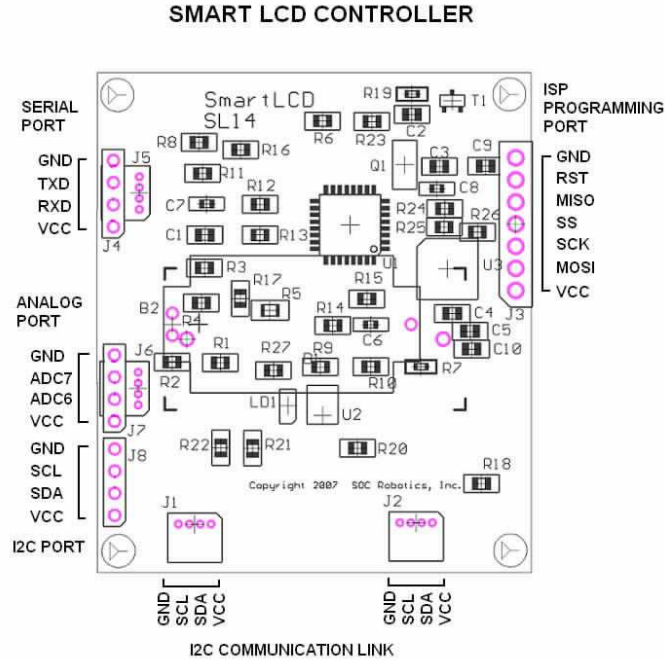 SMART LCD CONTROLLER
SERIAL
PORT
GND
TXD
RXD
VCC
J5
J4
ANALOG
PORT
GND
ADC7
ADC6
VCC
J6
J7
GND
SCL
SDA
VCC
J8
I2C PORT
SmartLCD
SL14
R19
T1
C2
R6
R23
R8
R16
R11
Q1
C3
C9
C8
C7
R12
R24
R25
R26
C1
R13
U1
U3
R3
R17
R15
B2
R4
R5
R14
C6
C4
C5
C10
R2
R1
R27
R9
R10
R7
LD1
U2
R22
R21
R20
R18
Copyright 2007 SOC Robotics, Inc.
J1
J2
ISP
PROGRAMMING
PORT
GND
RST
MISO
SS
SCK
MOSI
VCC
J3
GND
SCL
SDA
VCC
GND
SCL
SDA
VCC
I2C COMMUNICATION LINK